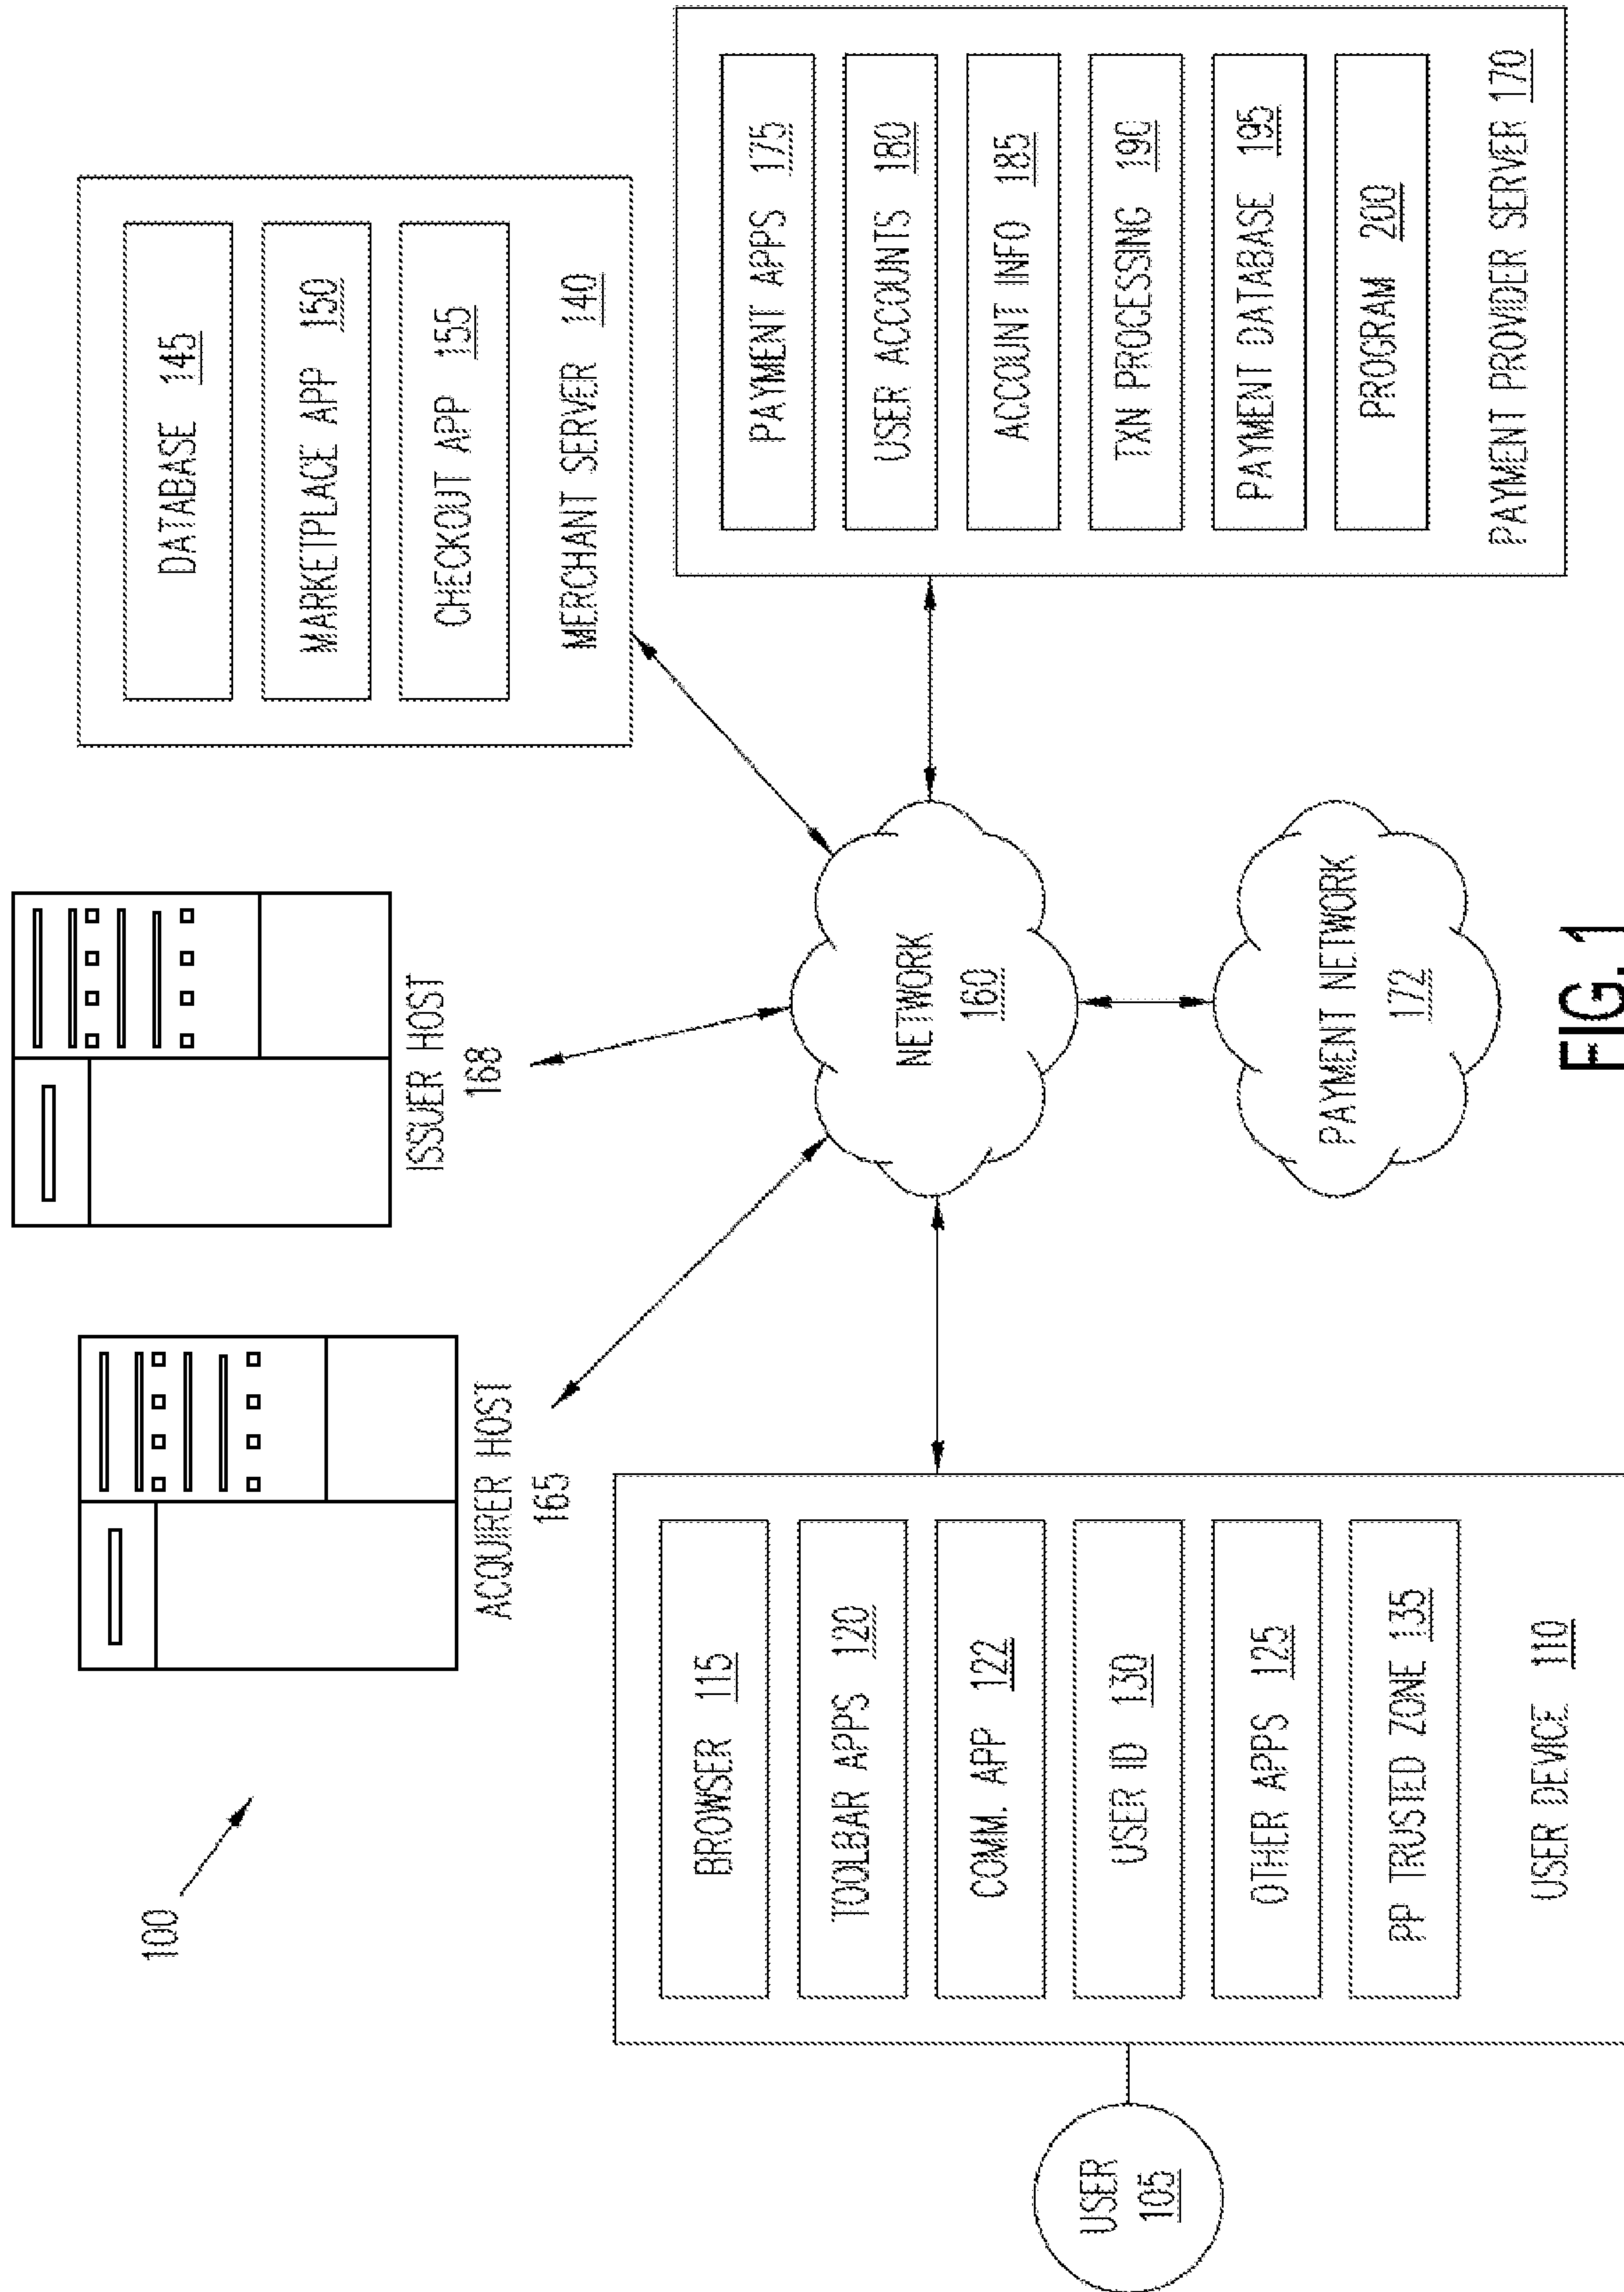 100
ACQUIRER HOST
165
ISSUER HOST
168
DATABASE 145
MARKETPLACE APP 150
CHECKOUT APP 155
MERCHANT SERVER 140
USER
105
BROWSER 115
TOOLBAR APPS 120
COMM. APP 122
USER ID 130
OTHER APPS 125
PP TRUSTED ZONE 135
USER DEVICE 110
NETWORK
160
PAYMENT NETWORK
172
PAYMENT APPS 175
USER ACCOUNTS 180
ACCOUNT INFO 185
TXN PROCESSING 190
PAYMENT DATABASE 195
PROGRAM 200
PAYMENT PROVIDER SERVER 170
FIG. 1